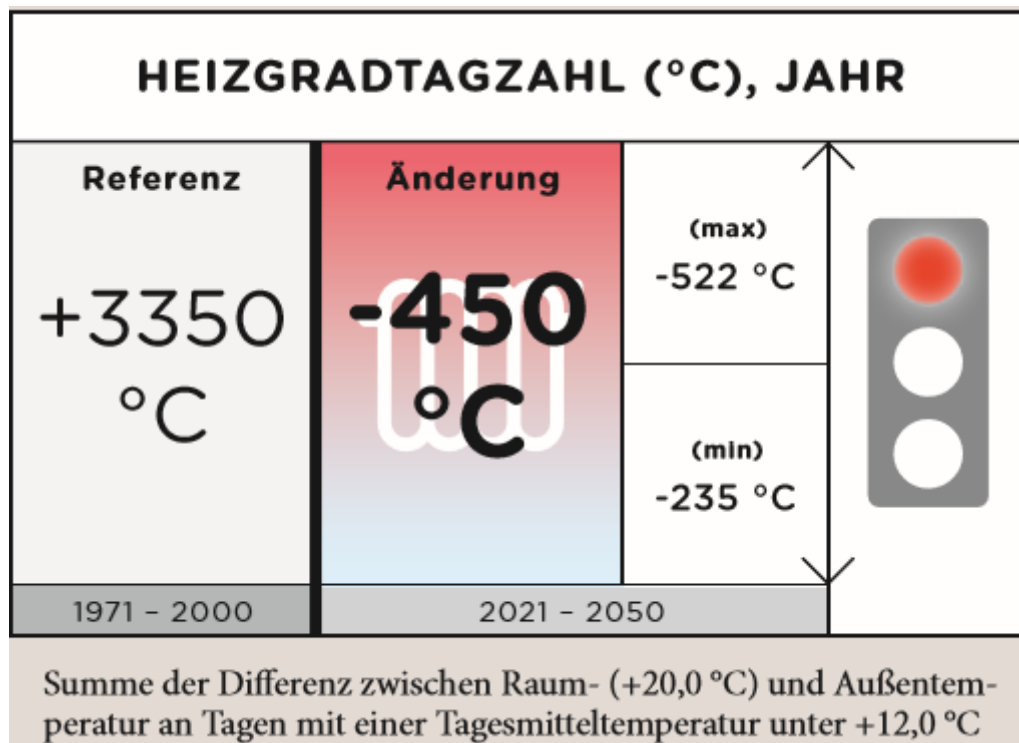 HEIZGRADTAGZAHL (°C), JAHR
Referenz
+3350
°C
1971 – 2000
Änderung
-450
°C
(max)
-522 °C
(min)
-235 °C
2021 – 2050
Summe der Differenz zwischen Raum- (+20,0 °C) und Außentem-
peratur an Tagen mit einer Tagesmitteltemperatur unter +12,0 °C